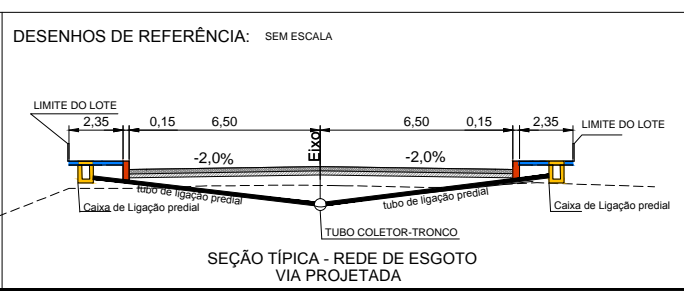 DESENHOS DE REFERÊNCIA: SEM ESCALA
LIMITE DO LOTE
2,35 0,15 6,50 6,50 0,15 2,35
LIMITE DO LOTE
Eixo
-2,0% -2,0%
tubo de ligação predial tubo de ligação predial
Caixa de Ligação predial Caixa de Ligação predial
TUBO COLETOR-TRONCO
SEÇÃO TÍPICA - REDE DE ESGOTO
VIA PROJETADA